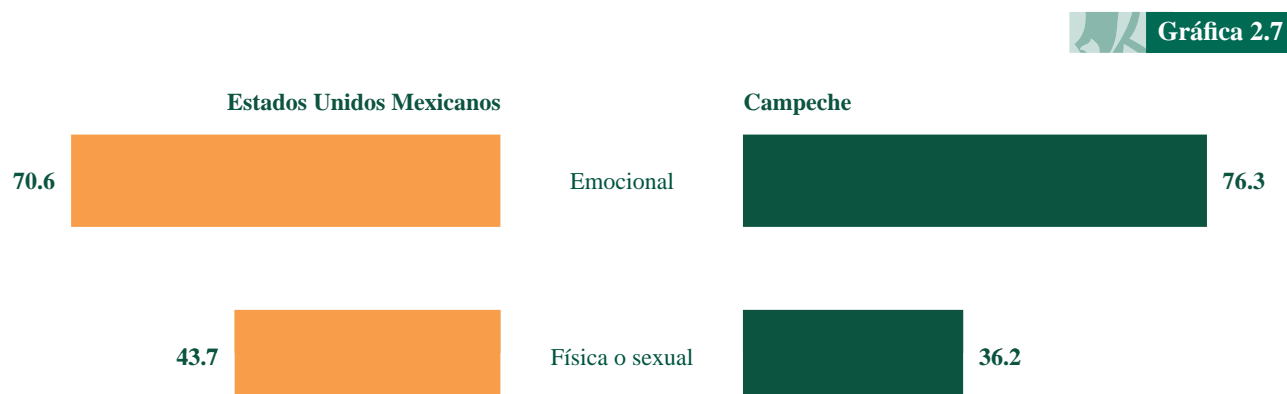 Gráfica 2.7
Estados Unidos Mexicanos
Campeche
70.6
Emocional
76.3
43.7
Física o sexual
36.2